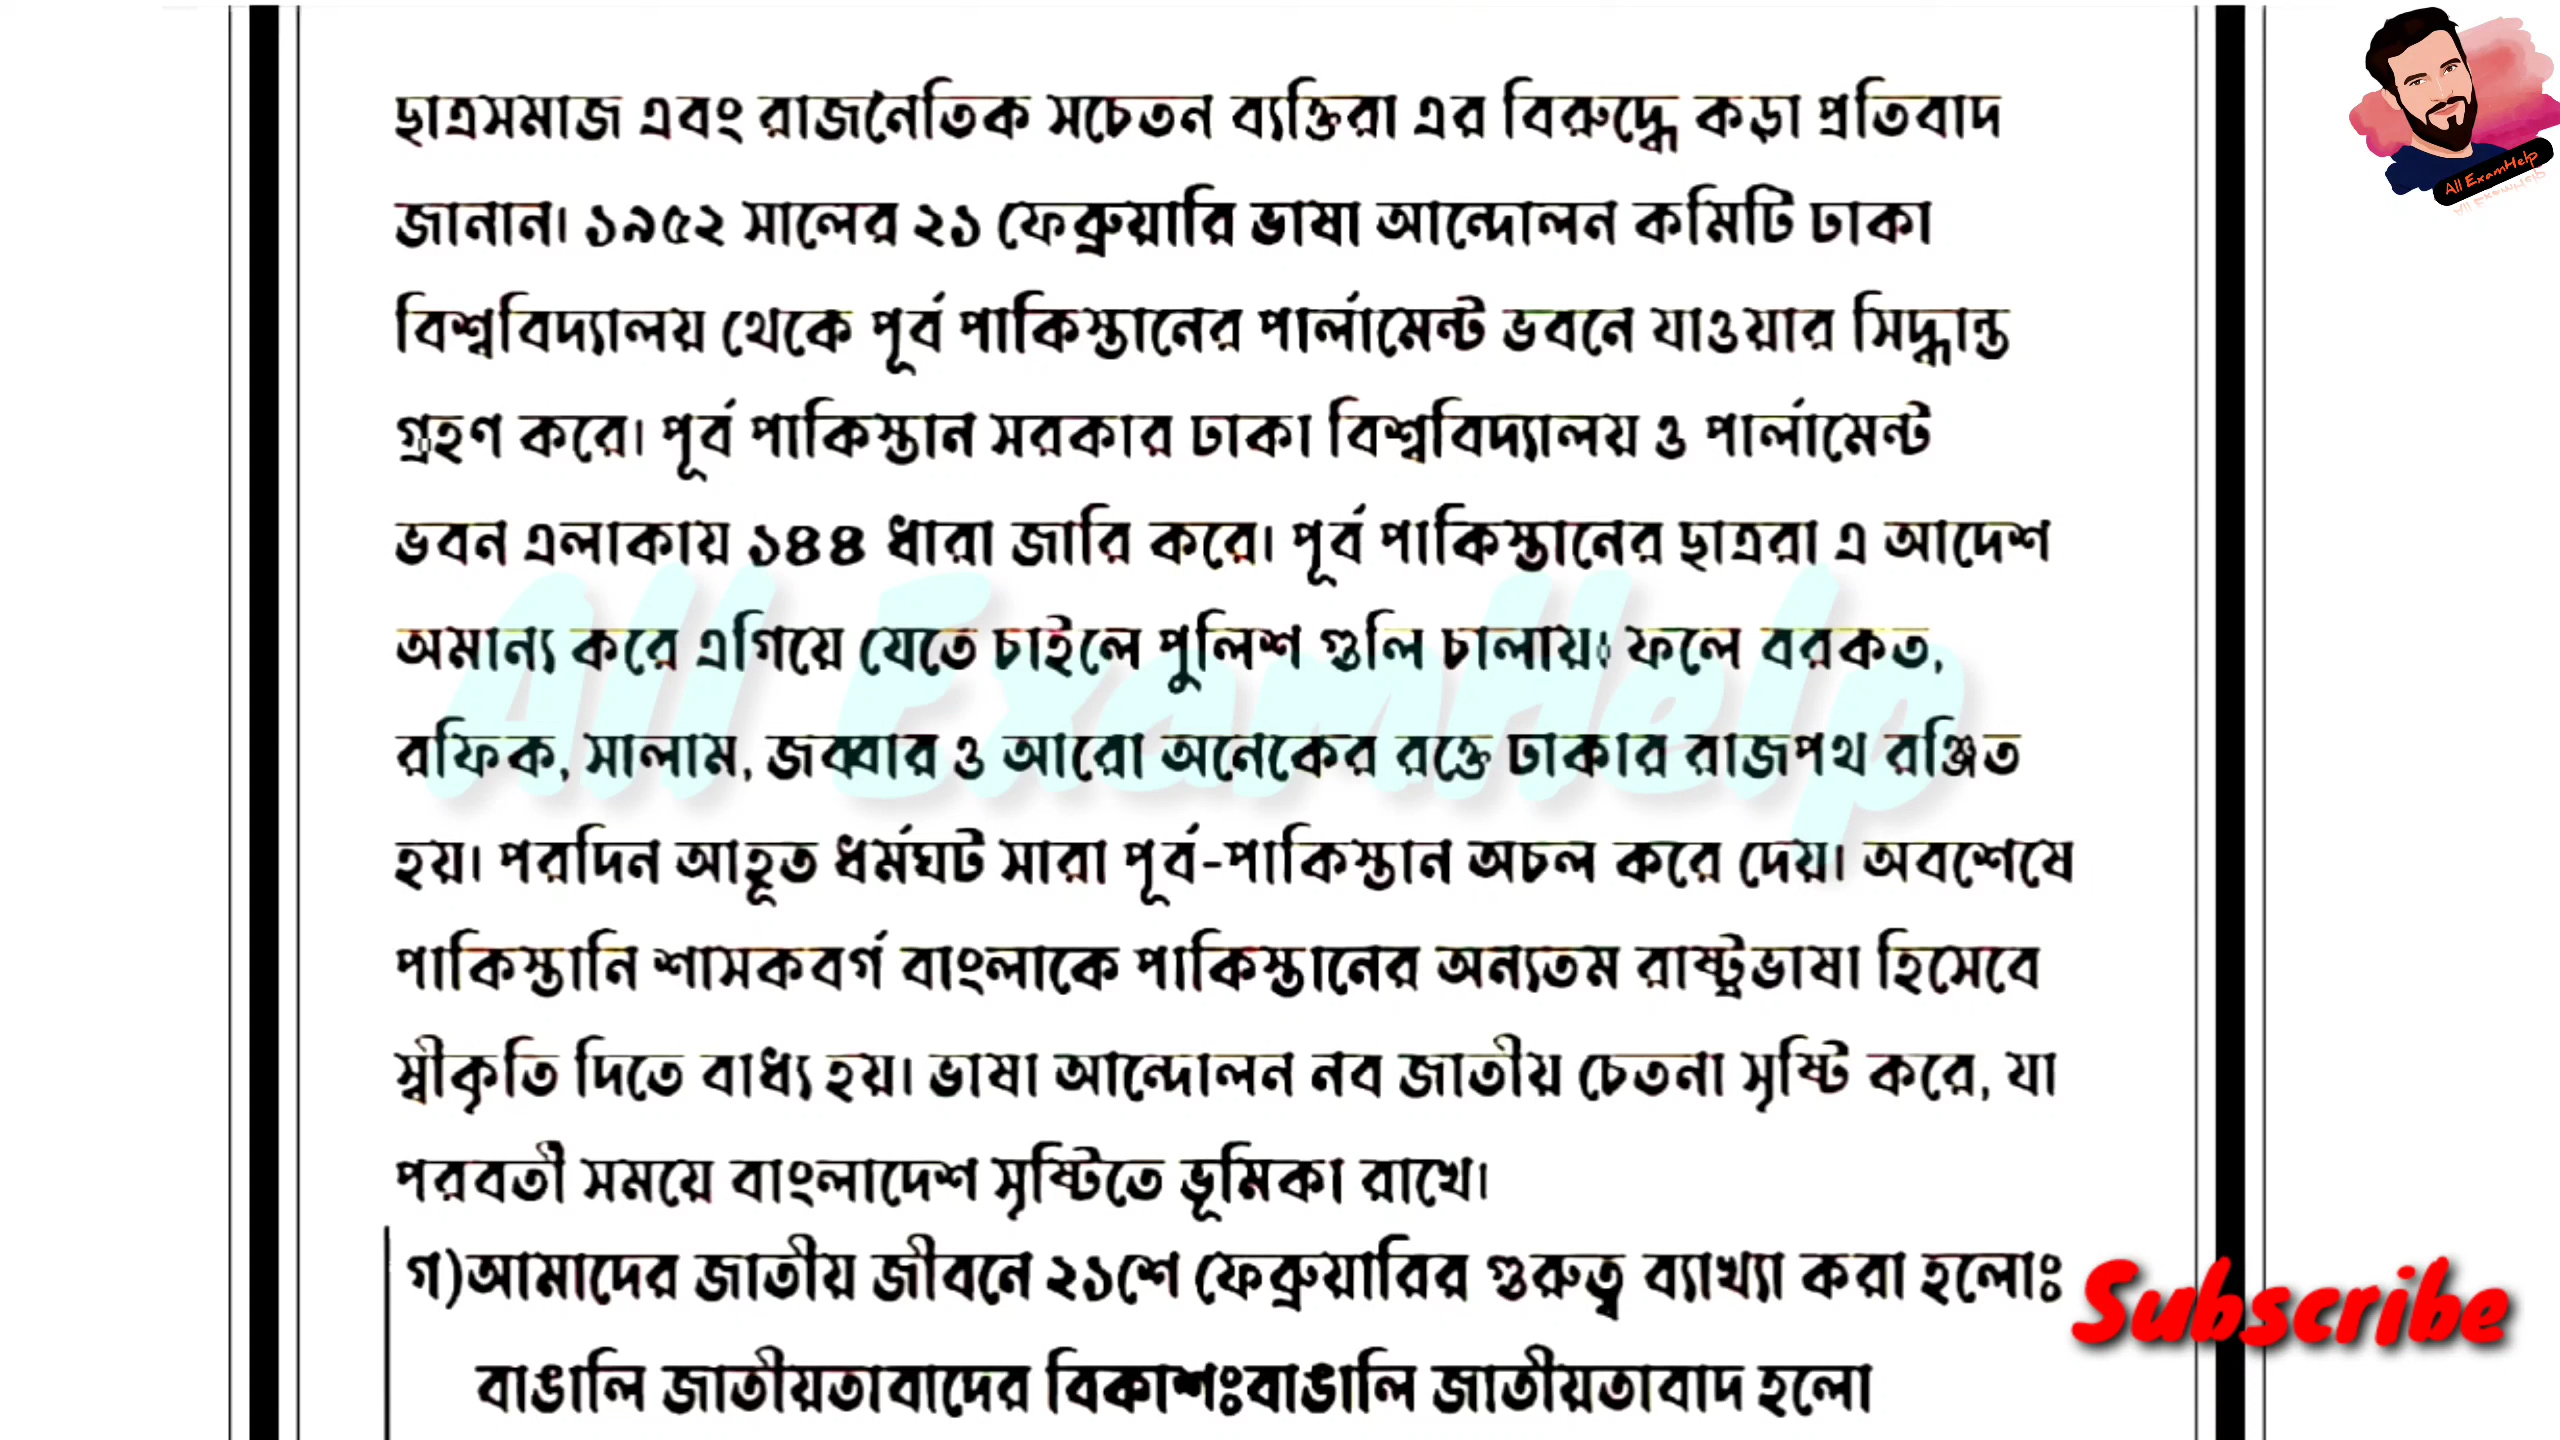 ছাত্রসমাজ এবং রাজনৈতিক সচেতন ব্যক্তিরা এর বিরুদ্ধে কড়া প্রতিবাদ
জানান। ১৯৫২ সালের ২১ ফেব্রুয়ারি ভাষা আন্দোলন কমিটি ঢাকা
বিশ্ববিদ্যালয় থেকে পূর্ব পাকিস্তানের পার্লামেন্ট ভবনে যাওয়ার সিদ্ধান্ত
গ্রহণ করে। পূর্ব পাকিস্তান সরকার ঢাকা বিশ্ববিদ্যালয় ও পার্লামেন্ট
ভবন এলাকায় ১৪৪ ধারা জারি করে। পূর্ব পাকিস্তানের ছাত্ররা এ আদেশ
অমান্য করে এগিয়ে যেতে চাইলে পুলিশ গুলি চালায়। ফলে বরকত,
রফিক, সালাম, জব্বার ও আরো অনেকের রক্তে ঢাকার রাজপথ রঞ্জিত
হয়। পরদিন আহূত ধর্মঘট সারা পূর্ব-পাকিস্তান অচল করে দেয়। অবশেষে
পাকিস্তানি শাসকবর্গ বাংলাকে পাকিস্তানের অন্যতম রাষ্ট্রভাষা হিসেবে
স্বীকৃতি দিতে বাধ্য হয়। ভাষা আন্দোলন নব জাতীয় চেতনা সৃষ্টি করে, যা
পরবর্তী সময়ে বাংলাদেশ সৃষ্টিতে ভূমিকা রাখে।
গ)আমাদের জাতীয় জীবনে ২১শে ফেব্রুয়ারির গুরুত্ব ব্যাখ্যা করা হলোঃ
বাঙালি জাতীয়তাবাদের বিকাশঃবাঙালি জাতীয়তাবাদ হলো
All ExamHelp
All ExamHelp
Subscribe